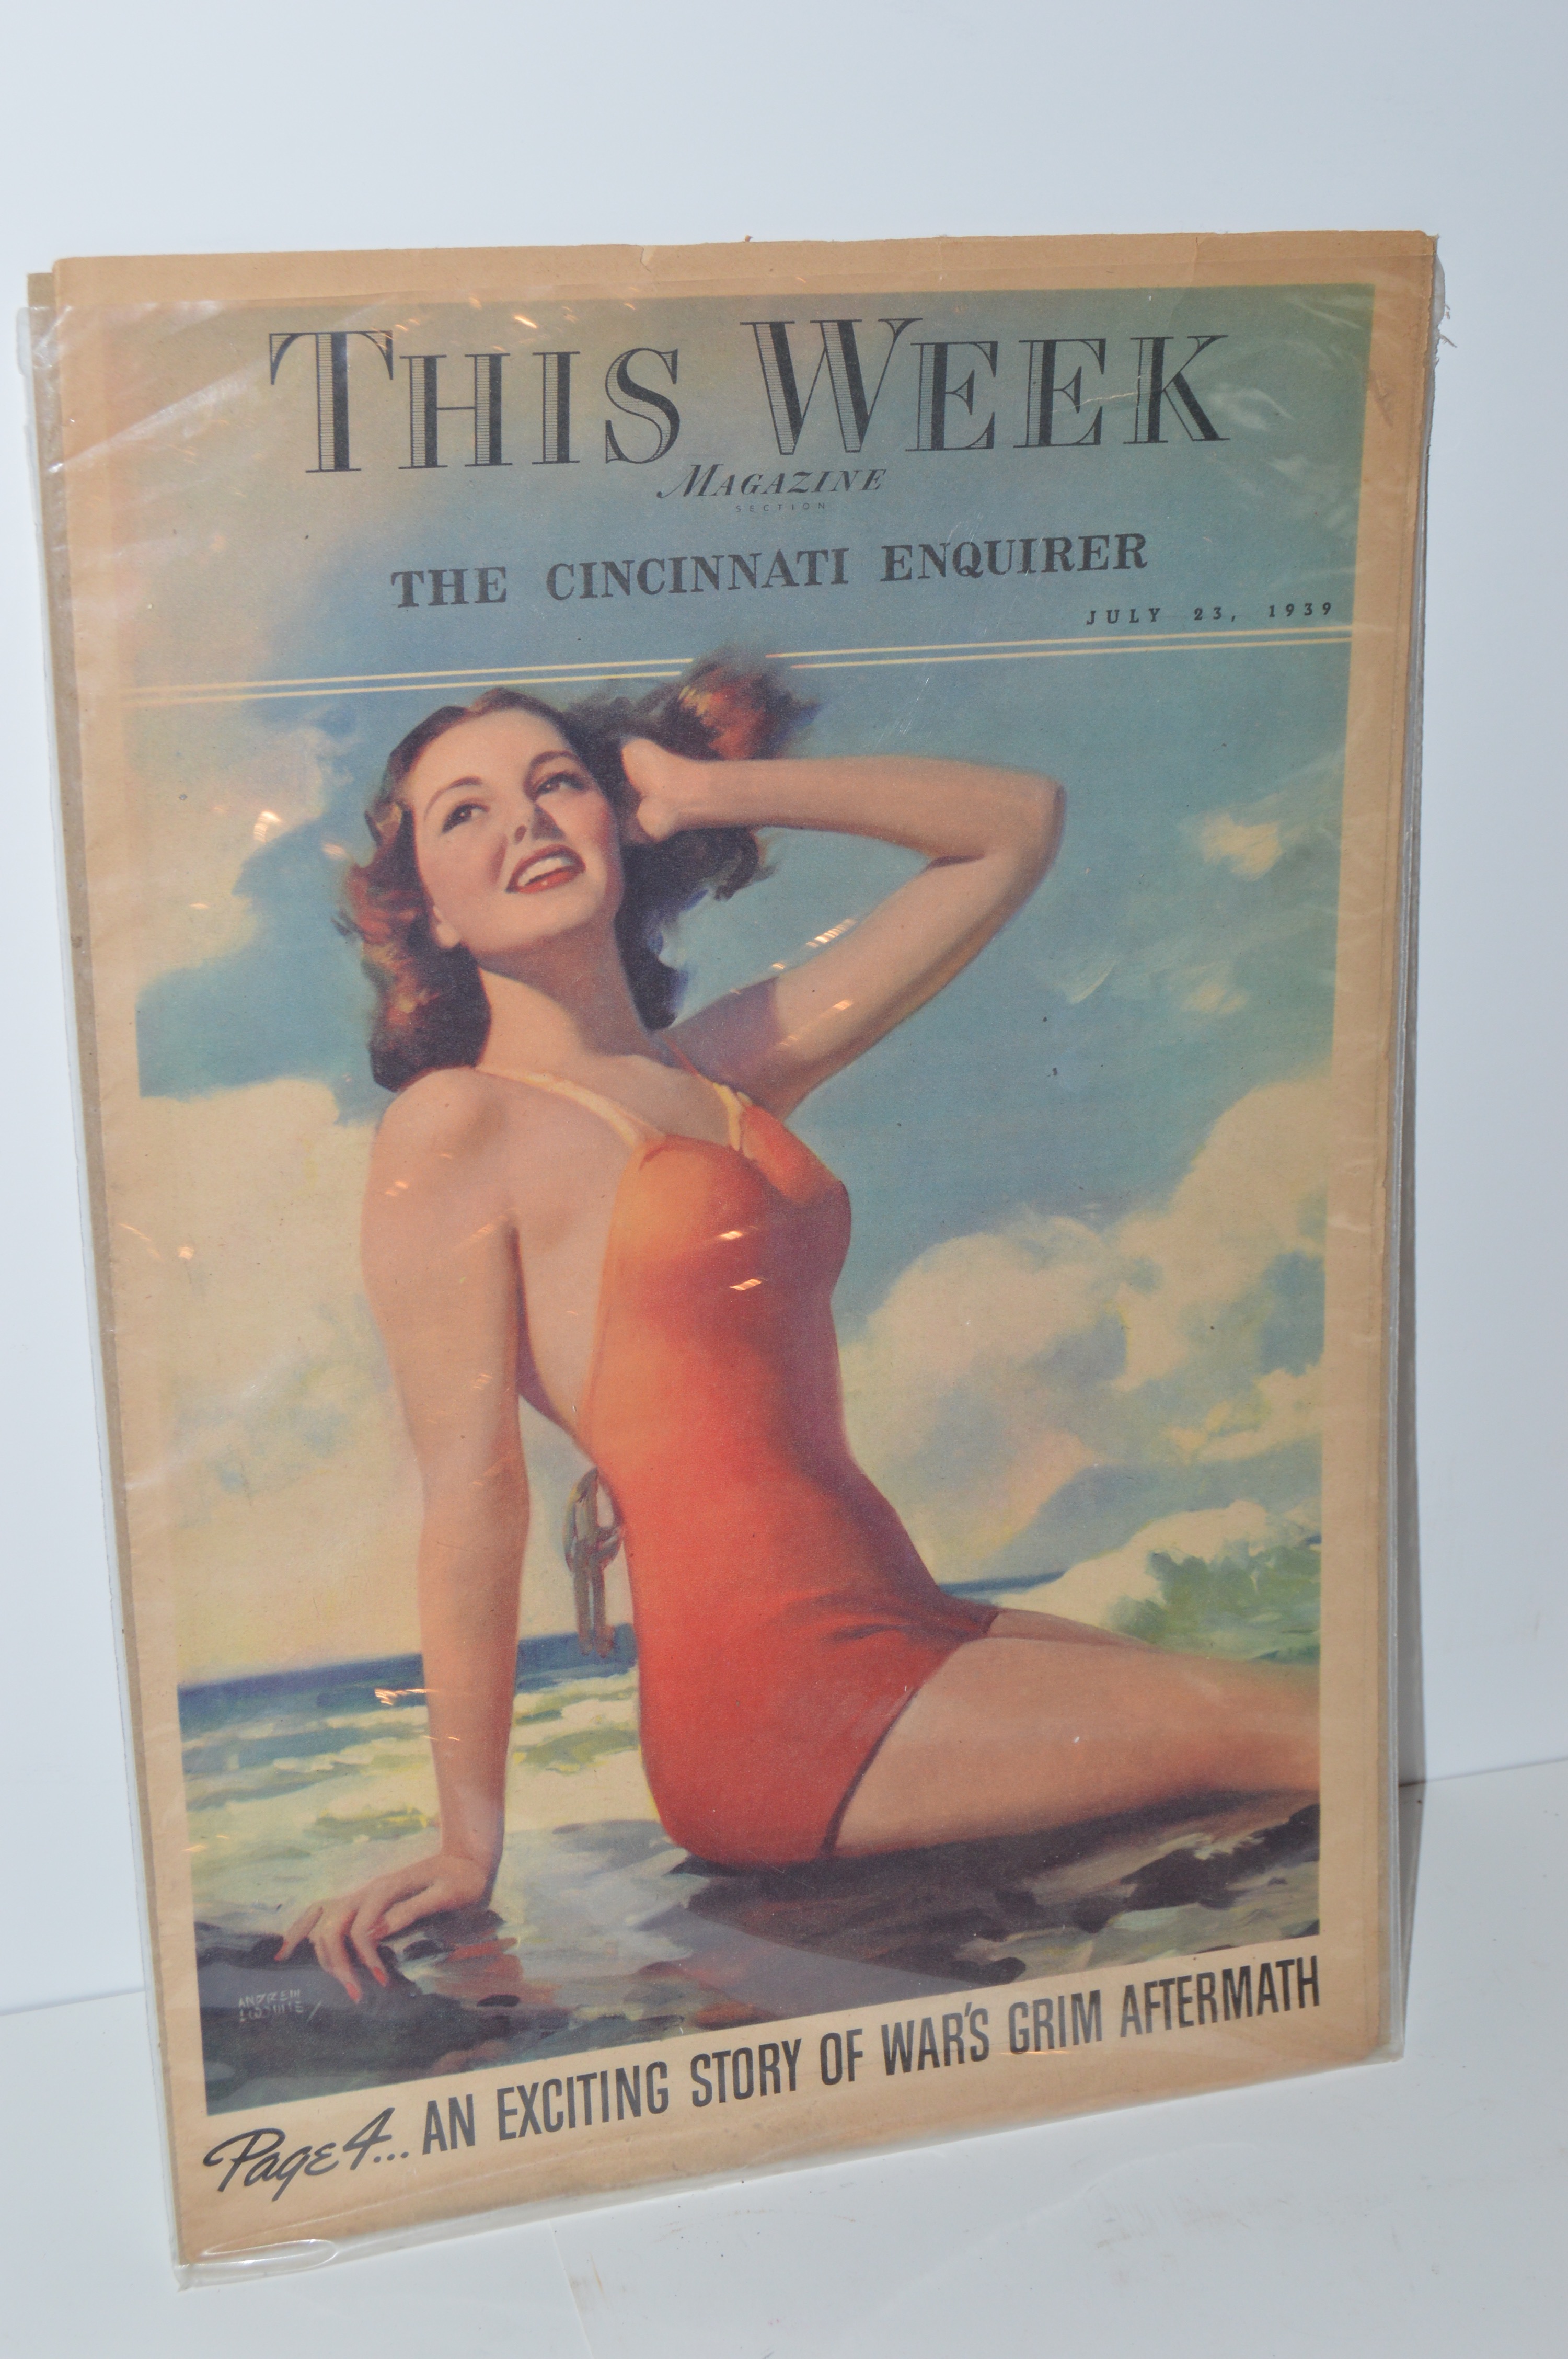 THIS WEEK
MAGAZINE
SECTION
THE CINCINNATI ENQUIRER
JULY 23, 1939
ANDREW
LOOMIS
Page 4... AN EXCITING STORY OF WAR'S GRIM AFTERMATH